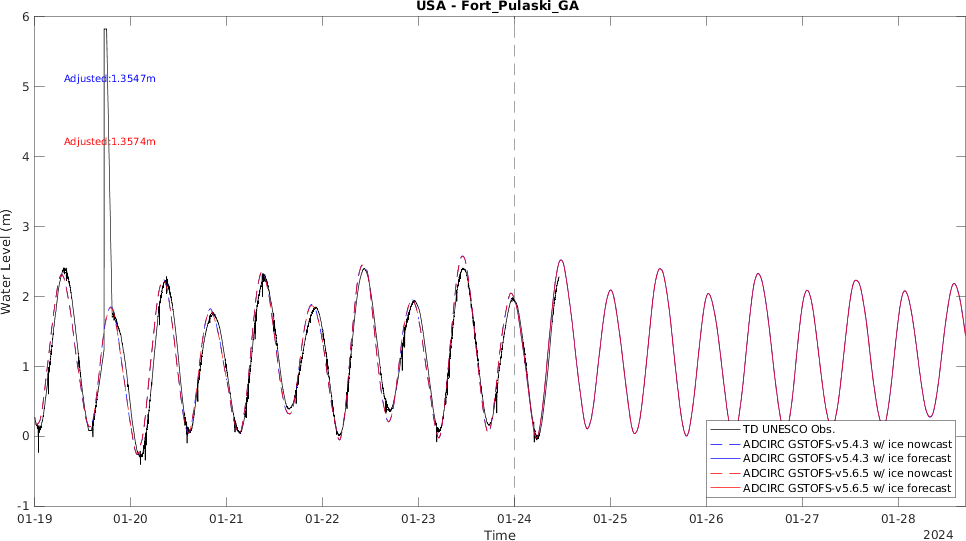 USA - Fort_Pulaski_GA
6
5
4
3
2
1
0
-1
Water Level (m)
Adjusted:1.3547m
Adjusted:1.3574m
TD UNESCO Obs.
ADCIRC GSTOFS-v5.4.3 w/ ice nowcast
ADCIRC GSTOFS-v5.4.3 w/ ice forecast
ADCIRC GSTOFS-v5.6.5 w/ ice nowcast
ADCIRC GSTOFS-v5.6.5 w/ ice forecast
01-19 01-20 01-21 01-22 01-23 01-24 01-25 01-26 01-27 01-28
Time
2024